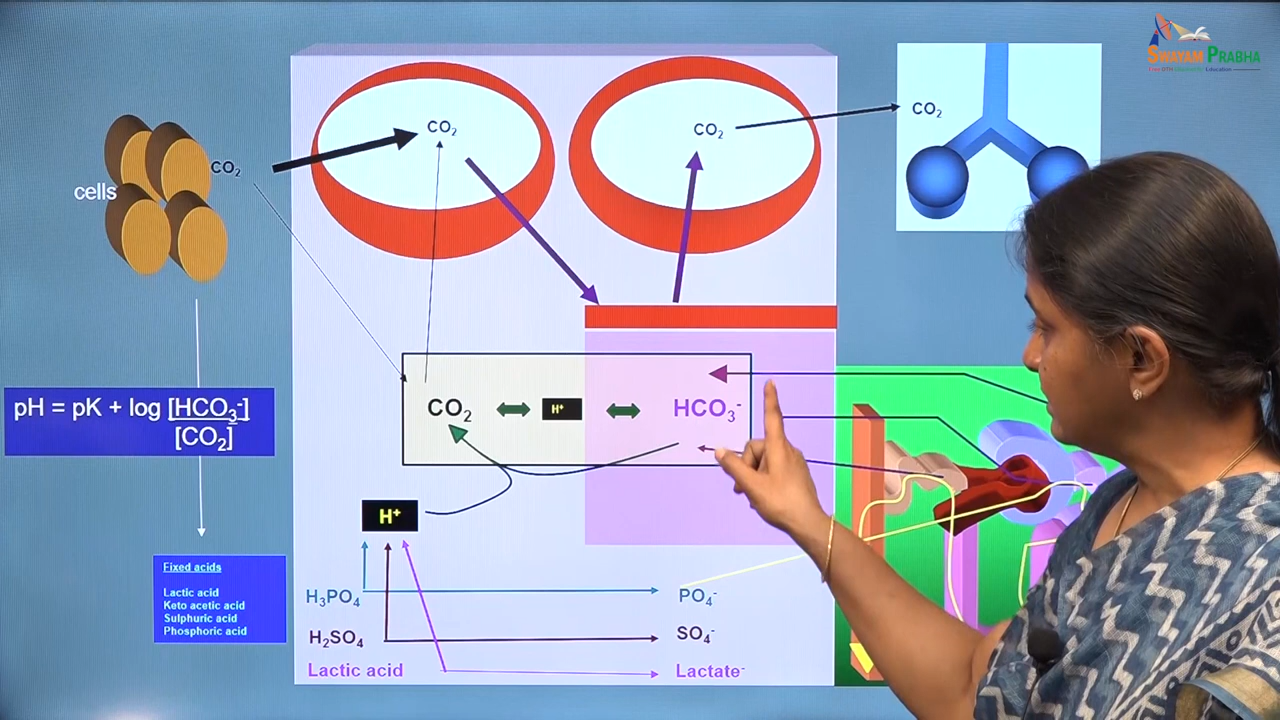 SWAYAM PRABHA
cells
CO₂
CO₂
CO₂
CO₂
pH = pK + log [HCO₃⁻]
[CO₂]
CO₂
H⁺
HCO₃⁻
H⁺
Fixed acids
Lactic acid
Keto acetic acid
Sulphuric acid
Phosphoric acid
H₃PO₄
PO₄⁻
H₂SO₄
SO₄⁻
Lactic acid
Lactate⁻